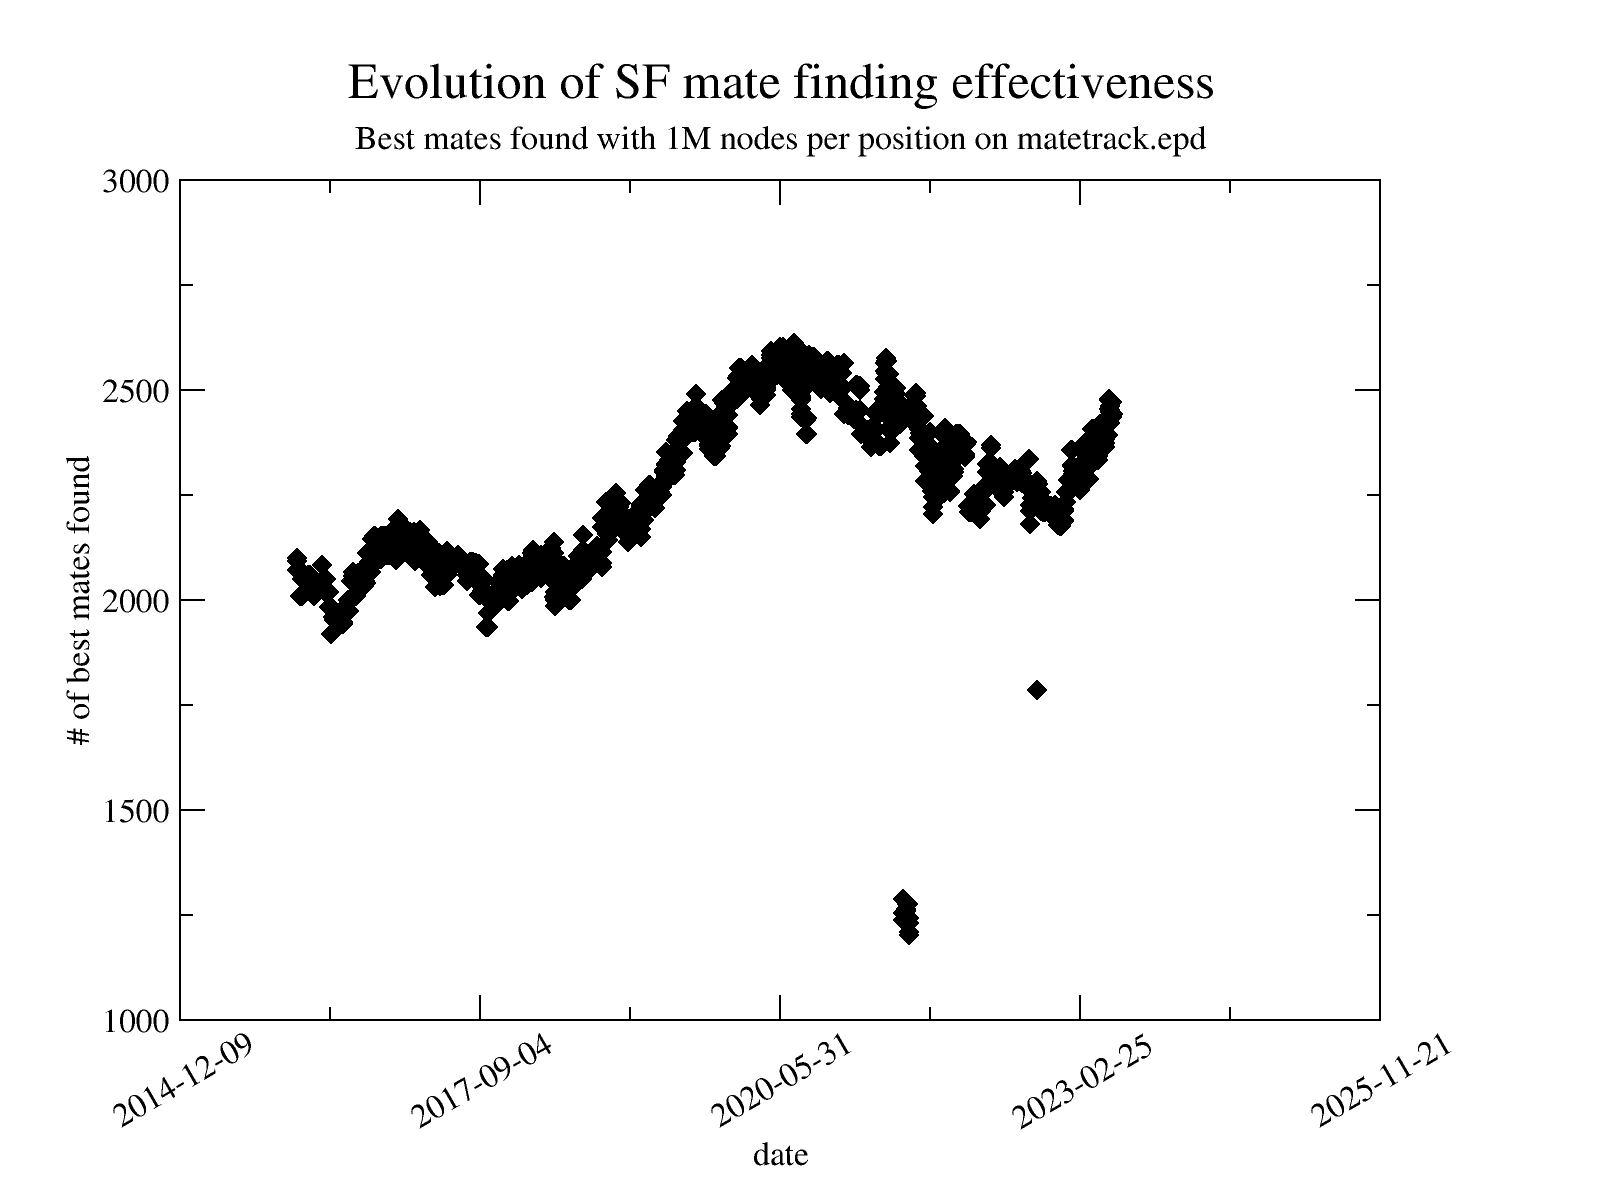 Evolution of SF mate finding effectiveness
Best mates found with 1M nodes per position on matetrack.epd
3000
2500
2000
1500
1000
# of best mates found
2014-12-09
2017-09-04
2020-05-31
2023-02-25
2025-11-21
date